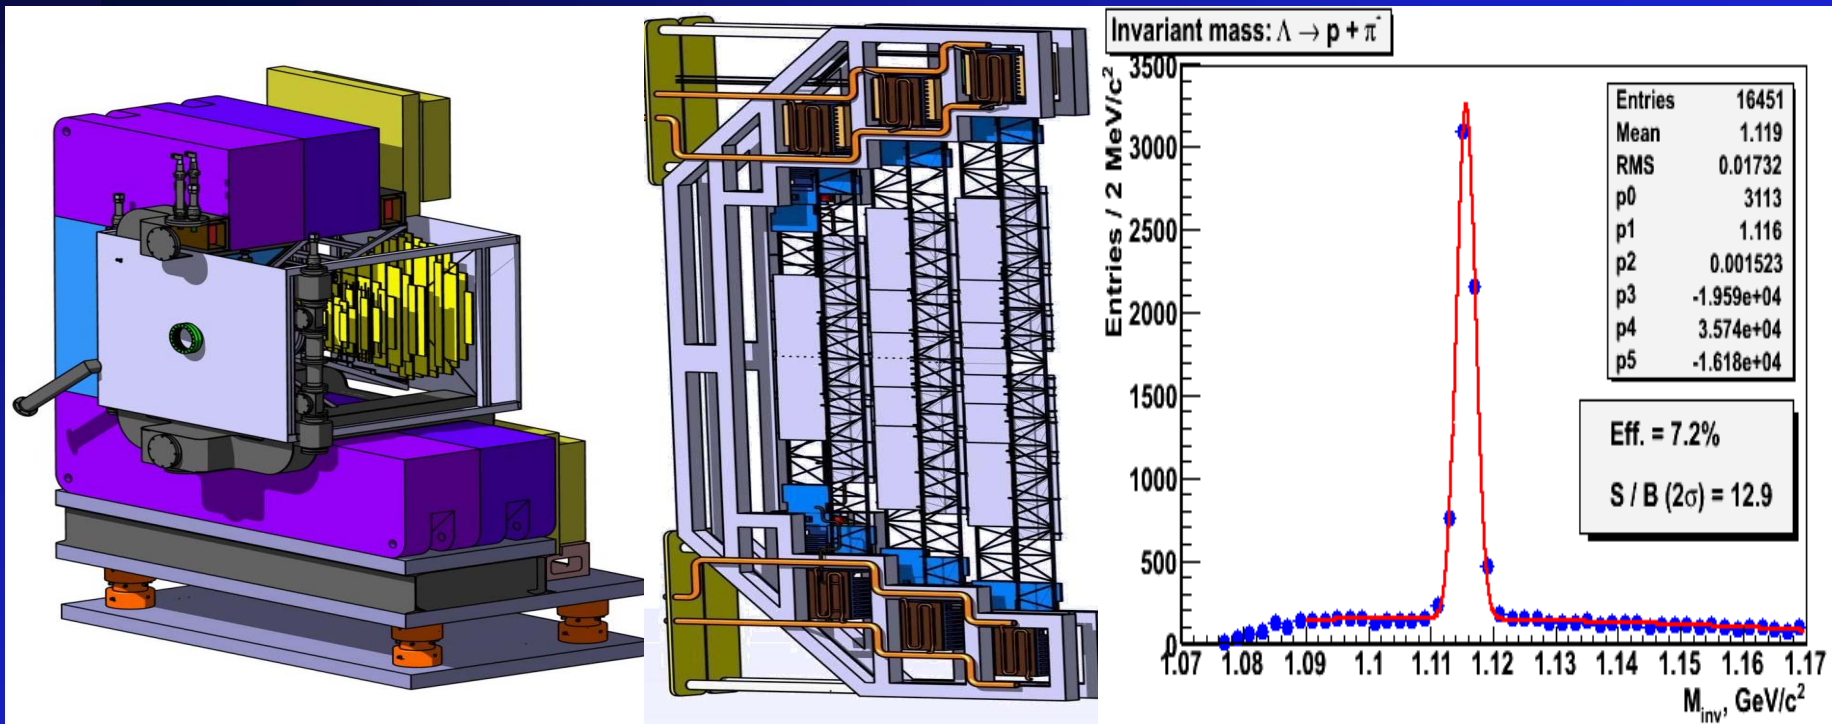 Invariant mass: Λ → p + π⁻
Entries / 2 MeV/c²
3500
3000
2500
2000
1500
1000
500
0
Entries 16451
Mean 1.119
RMS 0.01732
p0 3113
p1 1.116
p2 0.001523
p3 -1.959e+04
p4 3.574e+04
p5 -1.618e+04
Eff. = 7.2%
S / B (2σ) = 12.9
1.07 1.08 1.09 1.1 1.11 1.12 1.13 1.14 1.15 1.16 1.17
M_inv, GeV/c²